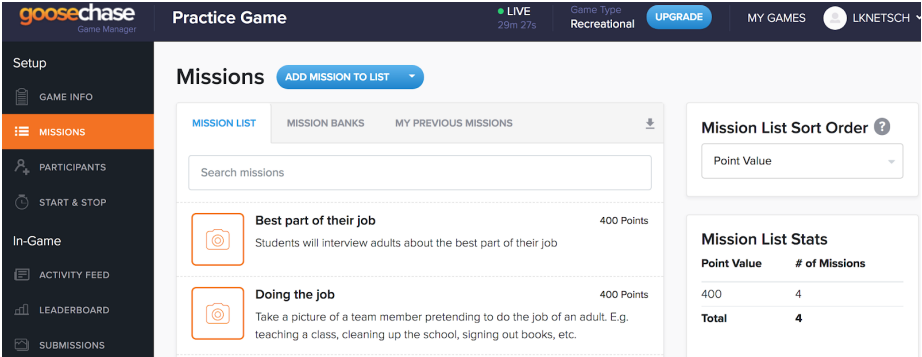 goosechase
Game Manager
Practice Game
LIVE
29m 27s
Game Type
Recreational
UPGRADE
MY GAMES
LKNETSCH
Setup
GAME INFO
MISSIONS
PARTICIPANTS
START & STOP
In-Game
ACTIVITY FEED
LEADERBOARD
SUBMISSIONS
Missions
ADD MISSION TO LIST
MISSION LIST MISSION BANKS MY PREVIOUS MISSIONS
Search missions
Best part of their job 400 Points
Students will interview adults about the best part of their job
Doing the job 400 Points
Take a picture of a team member pretending to do the job of an adult. E.g.
teaching a class, cleaning up the school, signing out books, etc.
Mission List Sort Order ?
Point Value
Mission List Stats
Point Value # of Missions
400 4
Total 4